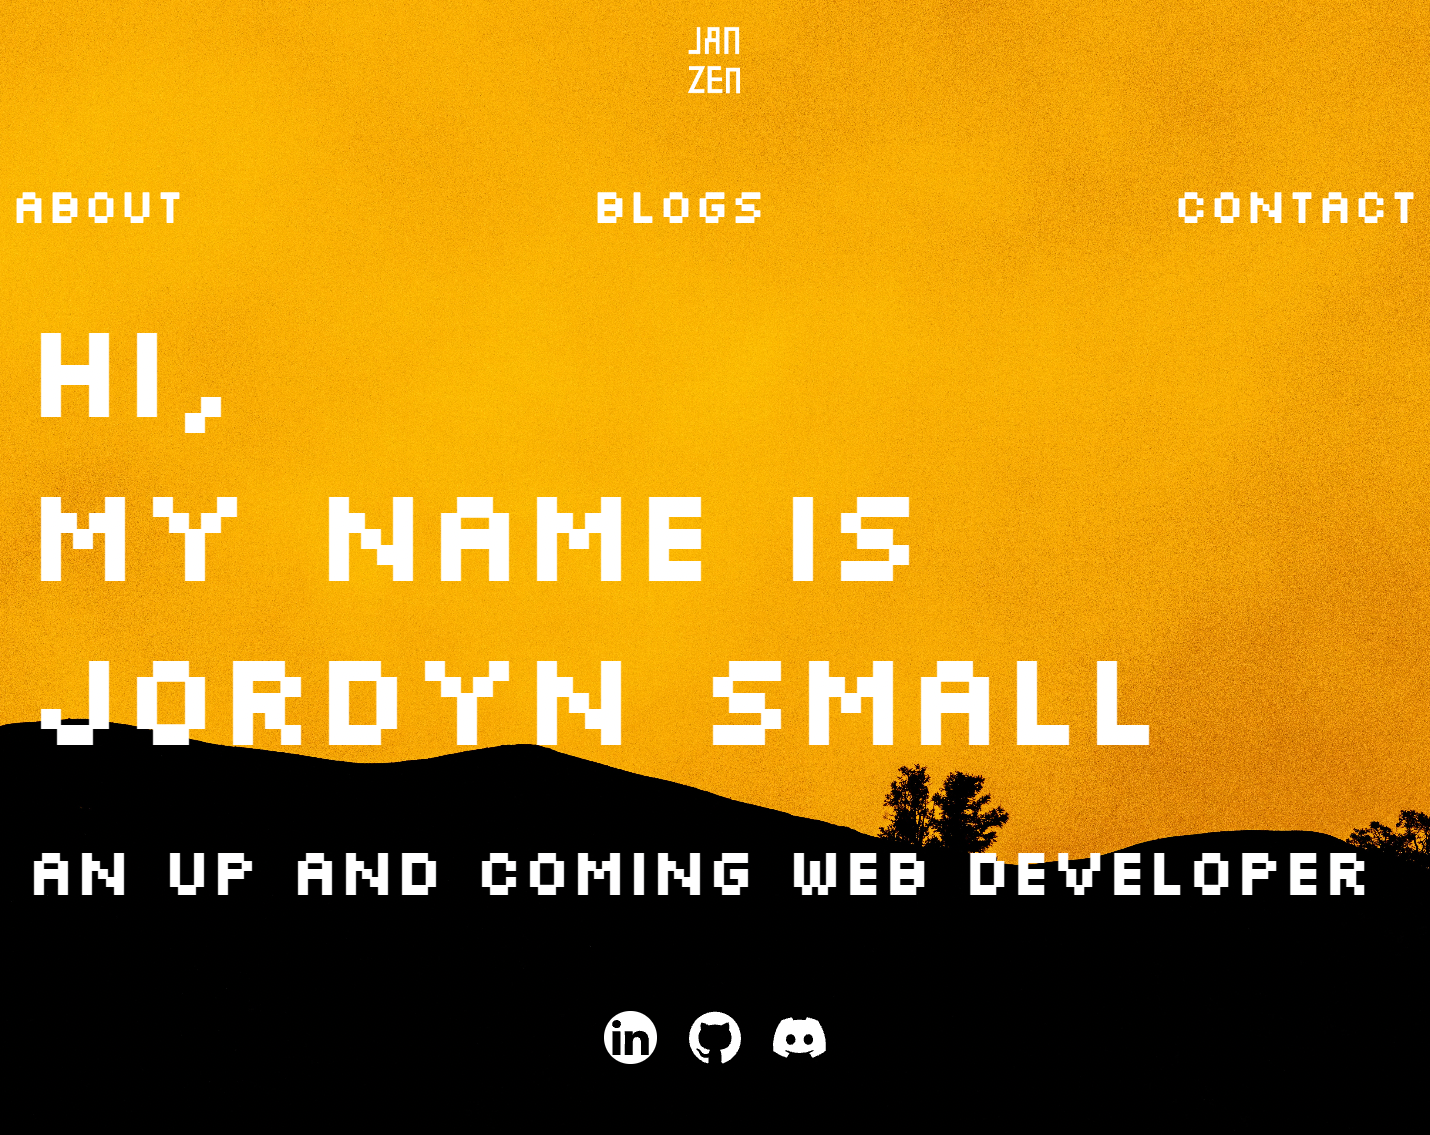 JAN
ZEN
ABOUT BLOGS CONTACT
HI,
MY NAME IS
JORDYN SMALL
AN UP AND COMING WEB DEVELOPER
in